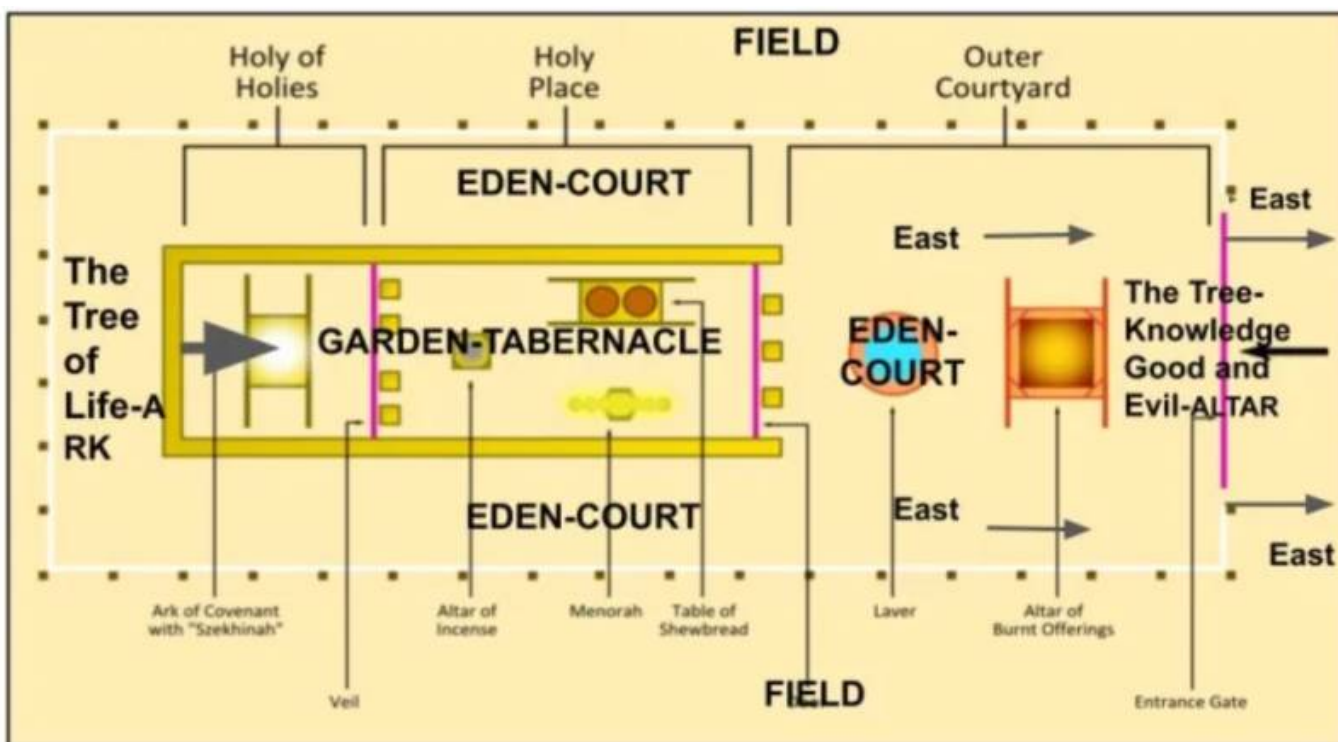 FIELD
Holy of
Holies
Holy
Place
Outer
Courtyard
EDEN-COURT
East
East
The
Tree
of
Life-A
RK
GARDEN-TABERNACLE
EDEN-
COURT
The Tree-
Knowledge
Good and
Evil-ALTAR
EDEN-COURT
East
East
Ark of Covenant
with "Szekhinah"
Altar of
Incense
Menorah
Table of
Shewbread
Laver
Altar of
Burnt Offerings
Veil
FIELD
Entrance Gate